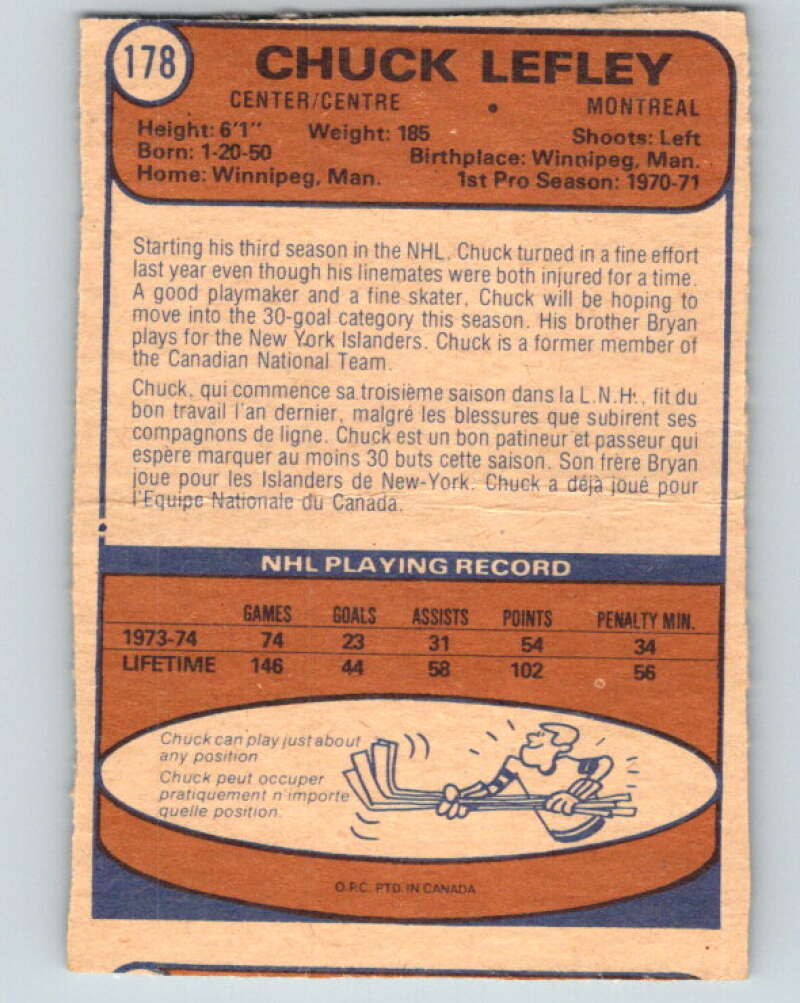 178
CHUCK LEFLEY
CENTER/CENTRE • MONTREAL
Height: 6'1" Weight: 185 Shoots: Left
Born: 1-20-50 Birthplace: Winnipeg, Man.
Home: Winnipeg, Man. 1st Pro Season: 1970-71
Starting his third season in the NHL, Chuck turned in a fine effort
last year even though his linemates were both injured for a time.
A good playmaker and a fine skater, Chuck will be hoping to
move into the 30-goal category this season. His brother Bryan
plays for the New York Islanders. Chuck is a former member of
the Canadian National Team.
Chuck, qui commence sa troisième saison dans la L.N.H., fit du
bon travail l'an dernier, malgré les blessures que subirent ses
compagnons de ligne. Chuck est un bon patineur et passeur qui
espère marquer au moins 30 buts cette saison. Son frère Bryan
joue pour les Islanders de New-York. Chuck a déjà joué pour
l'Equipe Nationale du Canada.
NHL PLAYING RECORD
GAMES GOALS ASSISTS POINTS PENALTY MIN.
1973-74 74 23 31 54 34
LIFETIME 146 44 58 102 56
Chuck can play just about
any position
Chuck peut occuper
pratiquement n'importe
quelle position.
O.P.C. PTD. IN CANADA